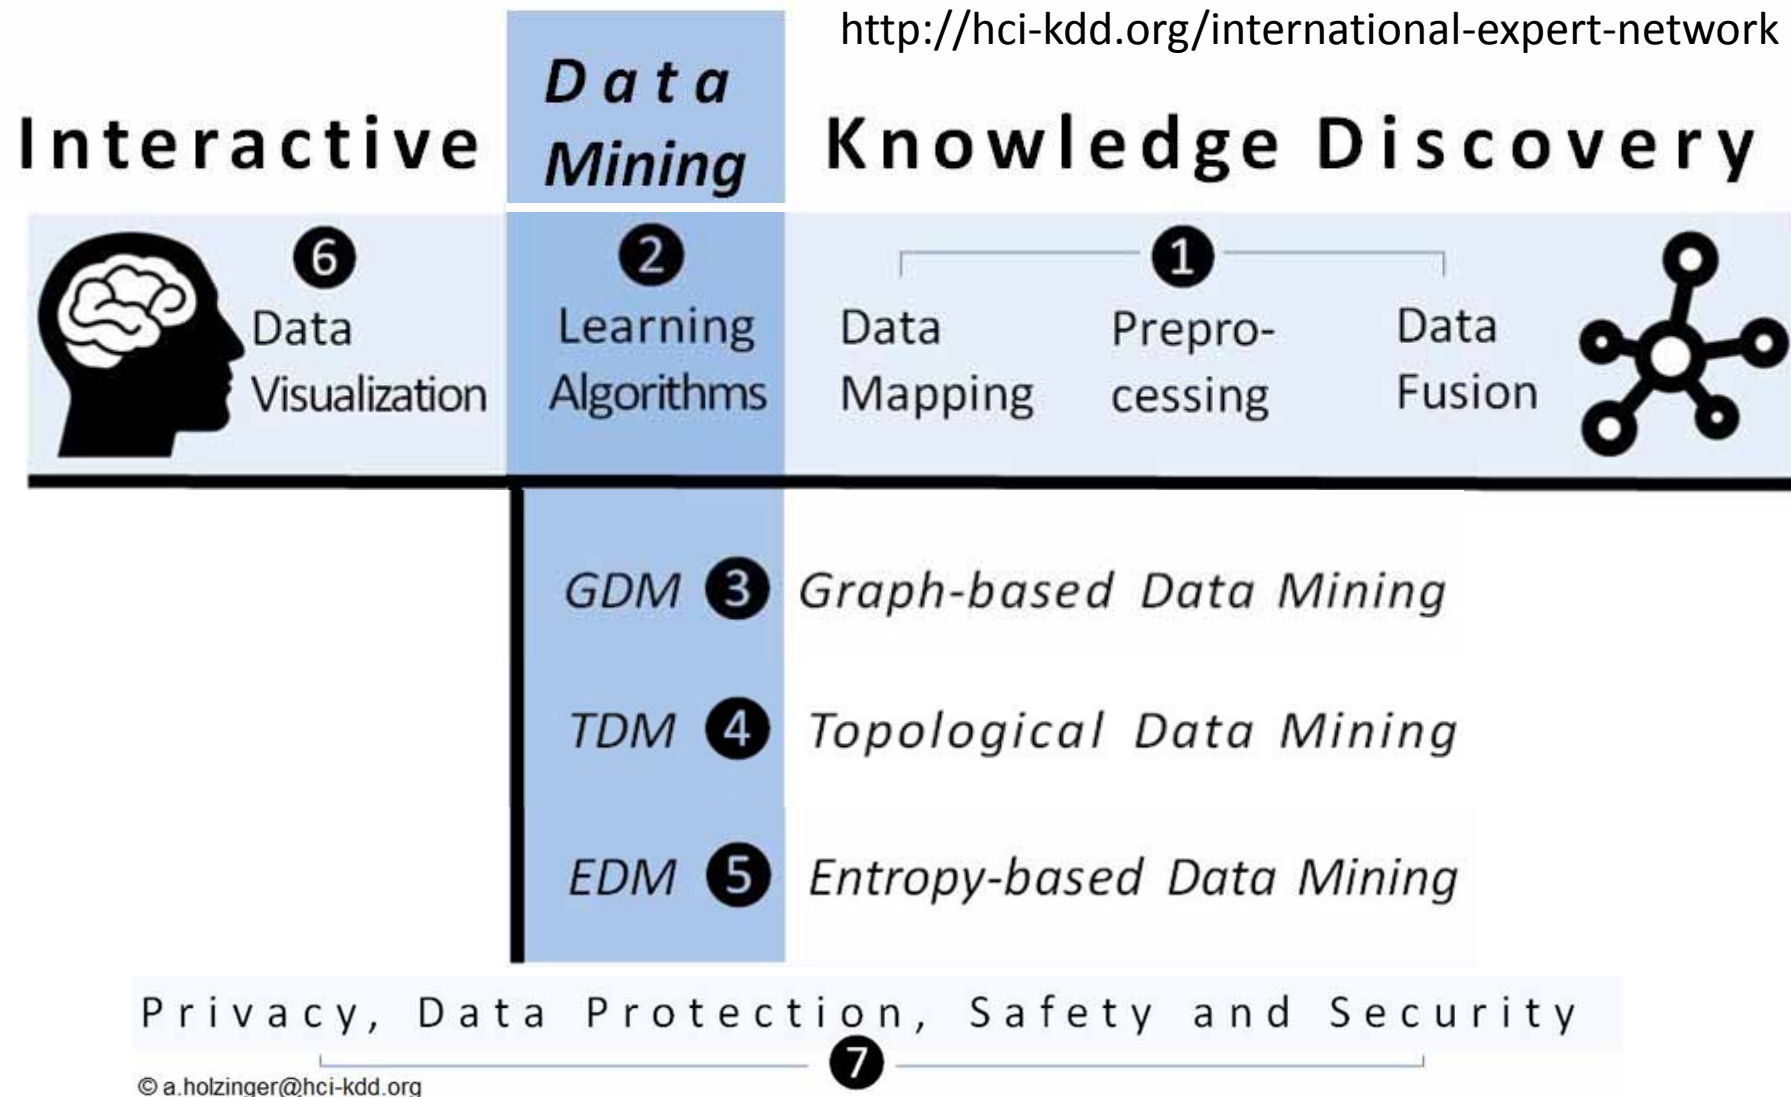 http://hci-kdd.org/international-expert-network
Data
Mining
Interactive
Knowledge Discovery
6
Data
Visualization
2
Learning
Algorithms
1
Data
Mapping
Prepro-
cessing
Data
Fusion
GDM 3 Graph-based Data Mining
TDM 4 Topological Data Mining
EDM 5 Entropy-based Data Mining
Privacy, Data Protection, Safety and Security
7
© a.holzinger@hci-kdd.org